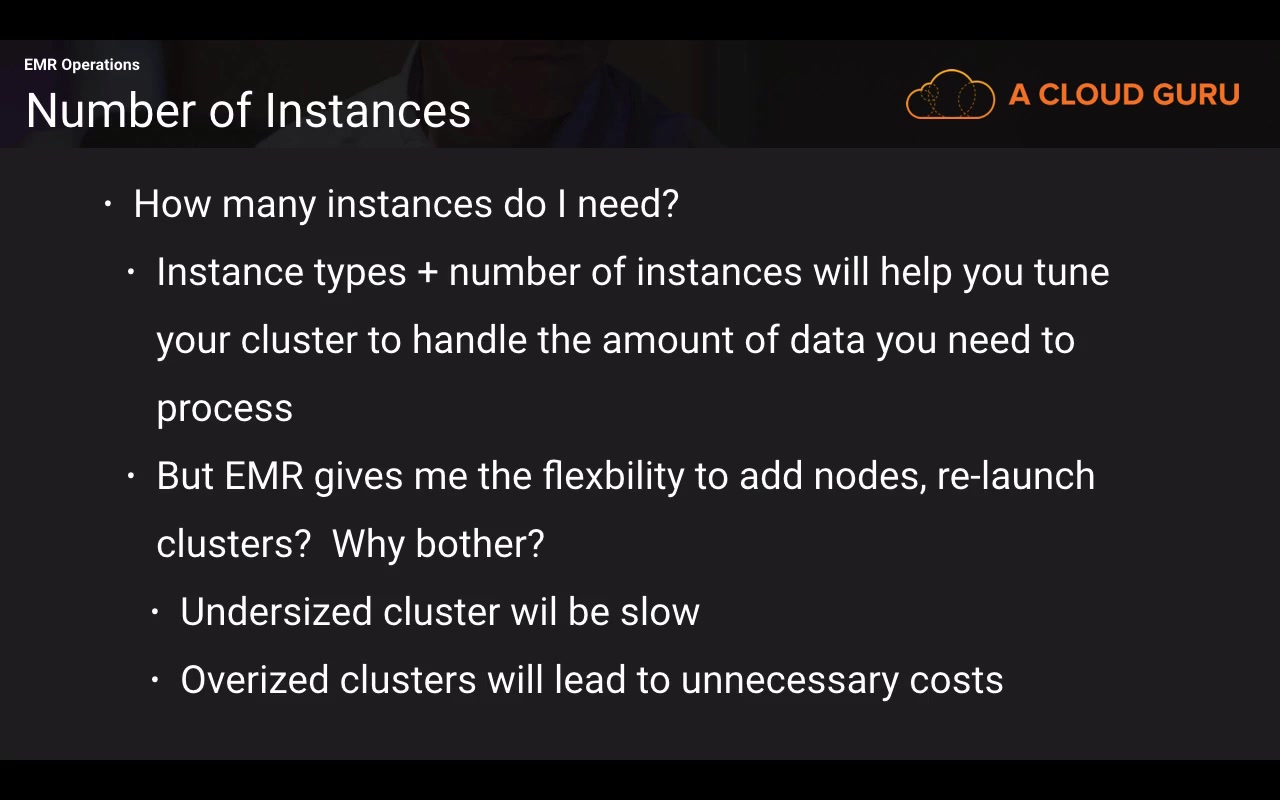 EMR Operations
Number of Instances
A CLOUD GURU
· How many instances do I need?
· Instance types + number of instances will help you tune
your cluster to handle the amount of data you need to
process
· But EMR gives me the flexbility to add nodes, re-launch
clusters?  Why bother?
· Undersized cluster wil be slow
· Overized clusters will lead to unnecessary costs